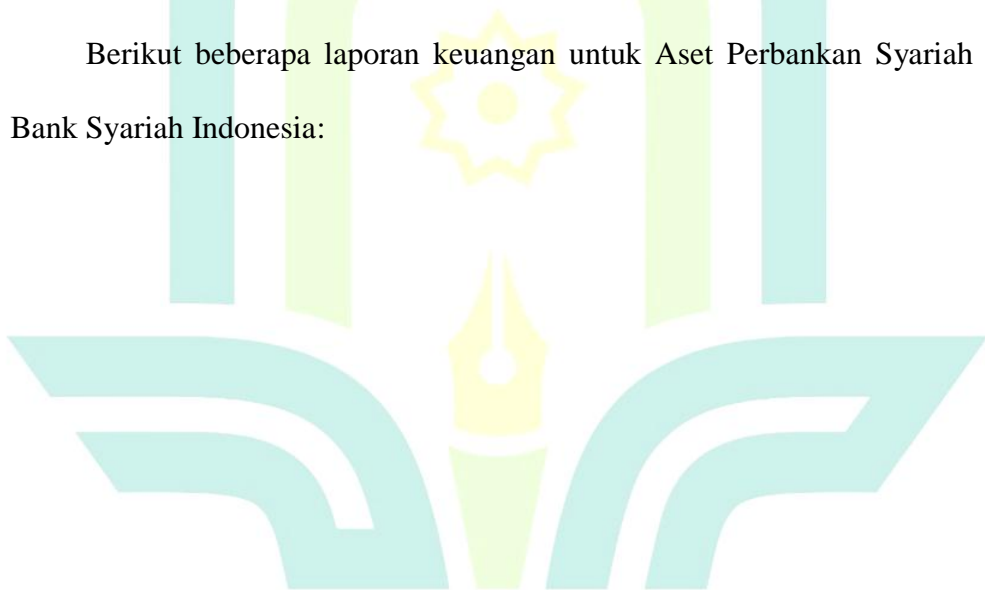 Berikut beberapa laporan keuangan untuk Aset Perbankan Syariah
Bank Syariah Indonesia: